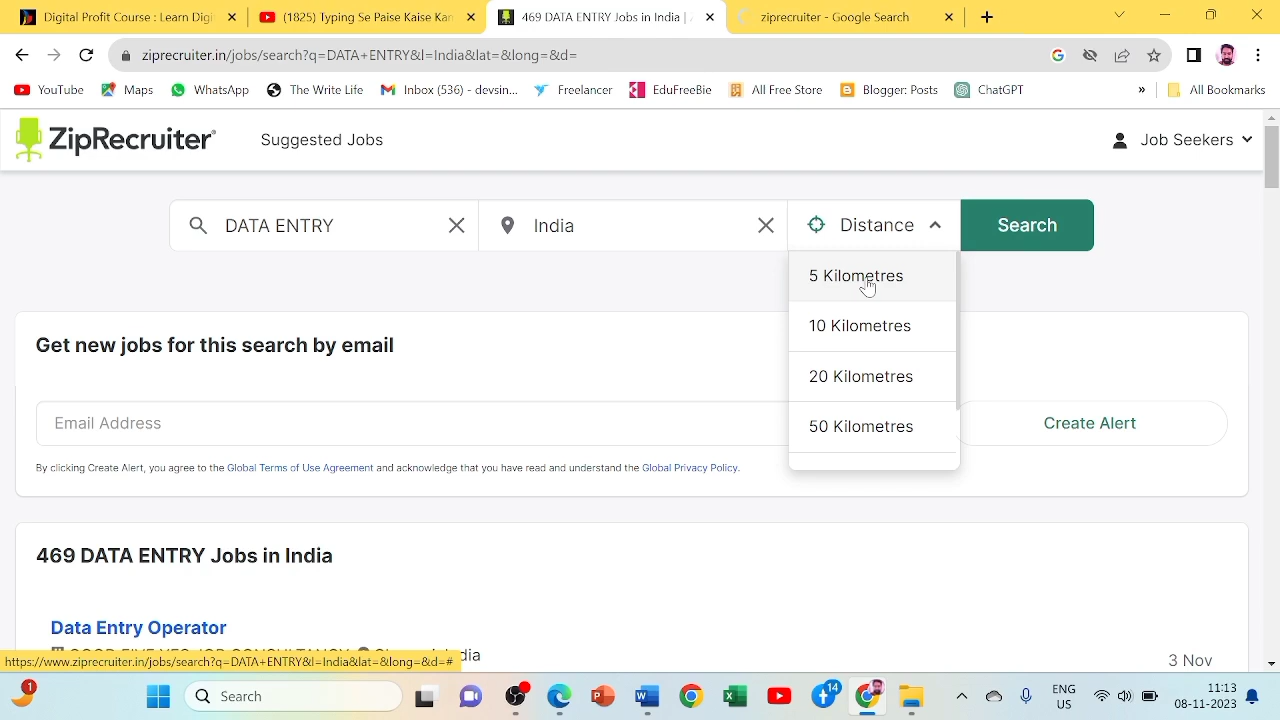 Digital Profit Course : Learn Digi
(1825) Typing Se Paise Kaise Kan
469 DATA ENTRY Jobs in India |
ziprecruiter - Google Search
ziprecruiter.in/jobs/search?q=DATA+ENTRY&l=India&lat=&long=&d=
YouTube
Maps
WhatsApp
The Write Life
Inbox (536) - devsin...
Freelancer
EduFreeBie
All Free Store
Blogger: Posts
ChatGPT
»
All Bookmarks
ZipRecruiter
Suggested Jobs
Job Seekers
DATA ENTRY
India
Distance
Search
5 Kilometres
10 Kilometres
20 Kilometres
50 Kilometres
Get new jobs for this search by email
Email Address
Create Alert
By clicking Create Alert, you agree to the Global Terms of Use Agreement and acknowledge that you have read and understand the Global Privacy Policy.
469 DATA ENTRY Jobs in India
Data Entry Operator
dia
3 Nov
https://www.ziprecruiter.in/jobs/search?q=DATA+ENTRY&l=India&lat=&long=&d=#
1
Search
14
ENG
US
11:13
08-11-2023